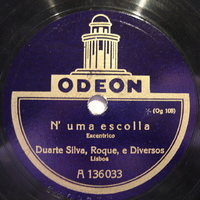 ODEON
(Og 108)
N' uma escolla
Excentrico
Duarte Silva, Roque, e Diversos
Lisboa
A 136033